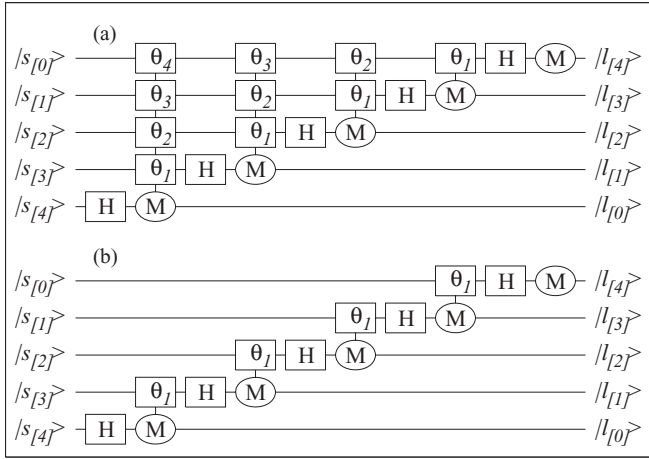 (a)
|s[0]> θ4 θ3 θ2 θ1 H M |l[4]>
|s[1]> θ3 θ2 θ1 H M |l[3]>
|s[2]> θ2 θ1 H M |l[2]>
|s[3]> θ1 H M |l[1]>
|s[4]> H M |l[0]>
(b)
|s[0]> θ1 H M |l[4]>
|s[1]> θ1 H M |l[3]>
|s[2]> θ1 H M |l[2]>
|s[3]> θ1 H M |l[1]>
|s[4]> H M |l[0]>